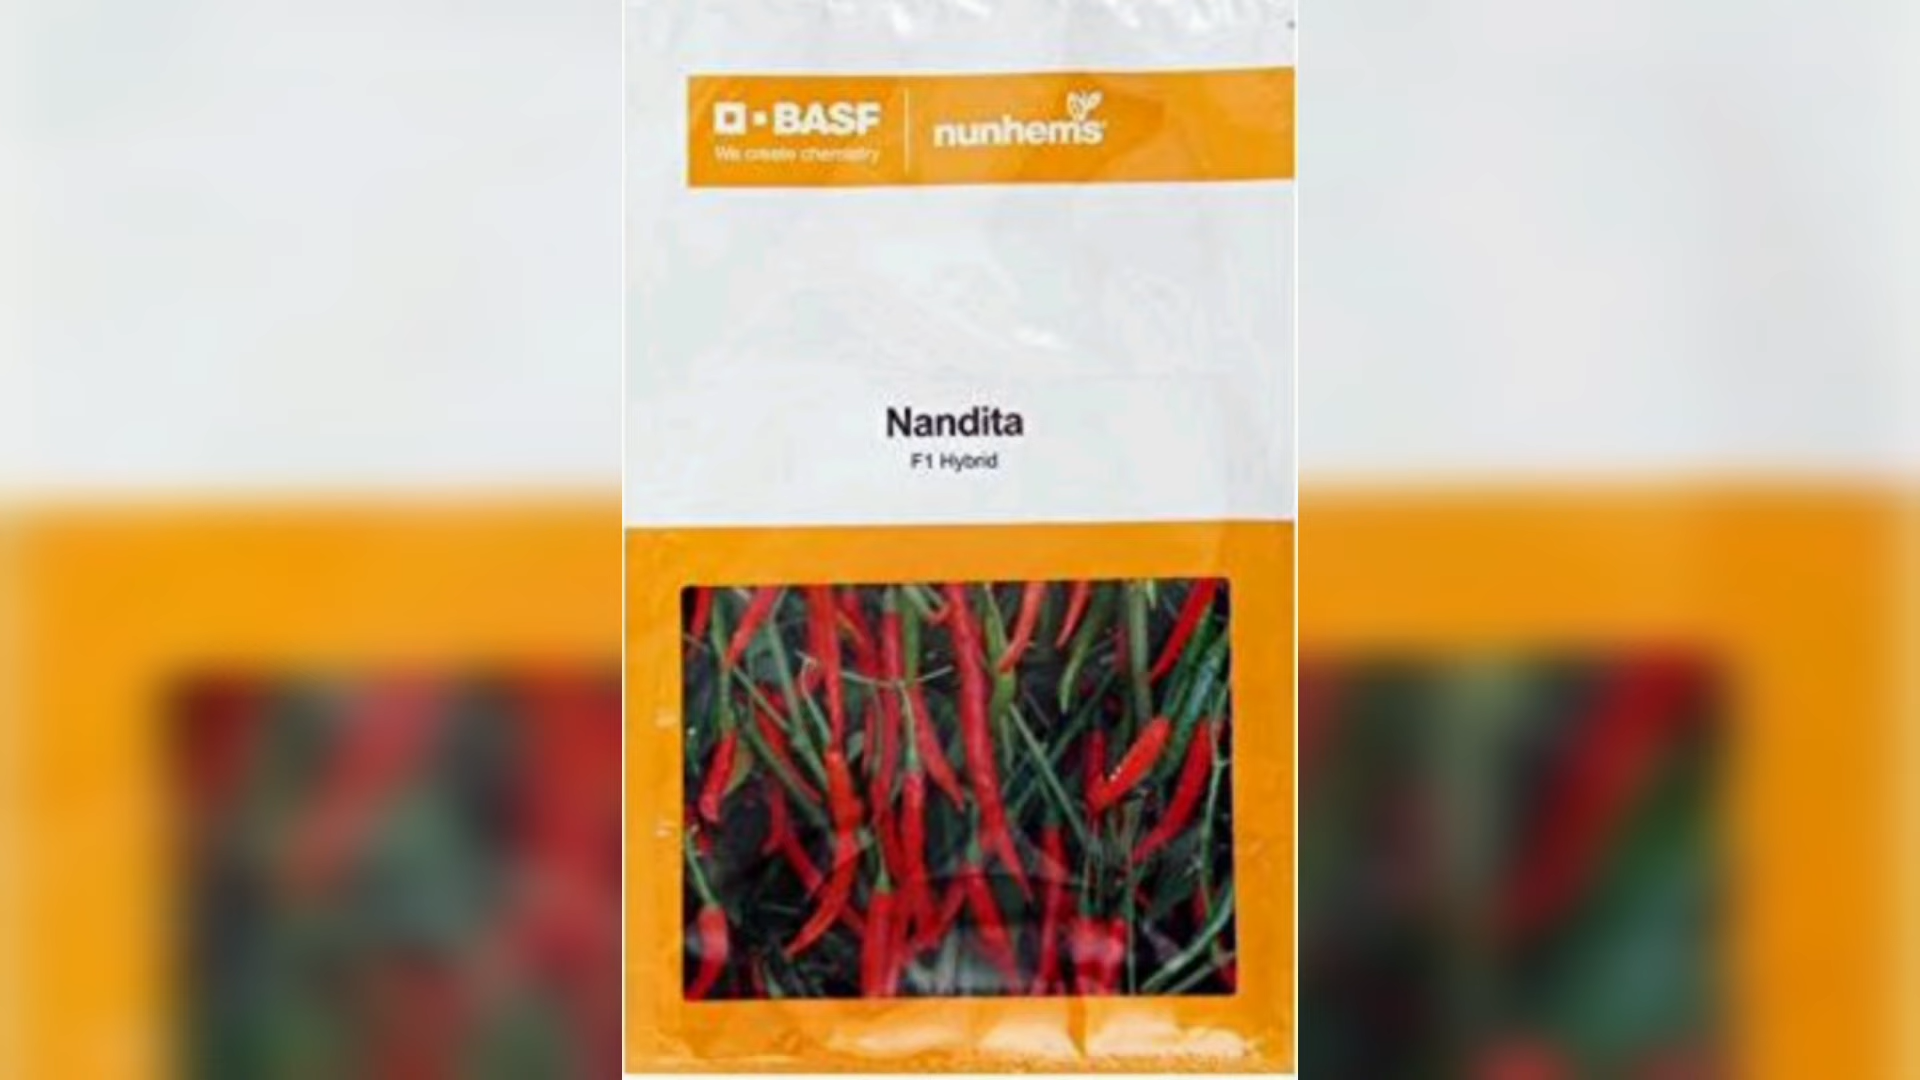 BASF
We create chemistry
nunhems
Nandita
F1 Hybrid